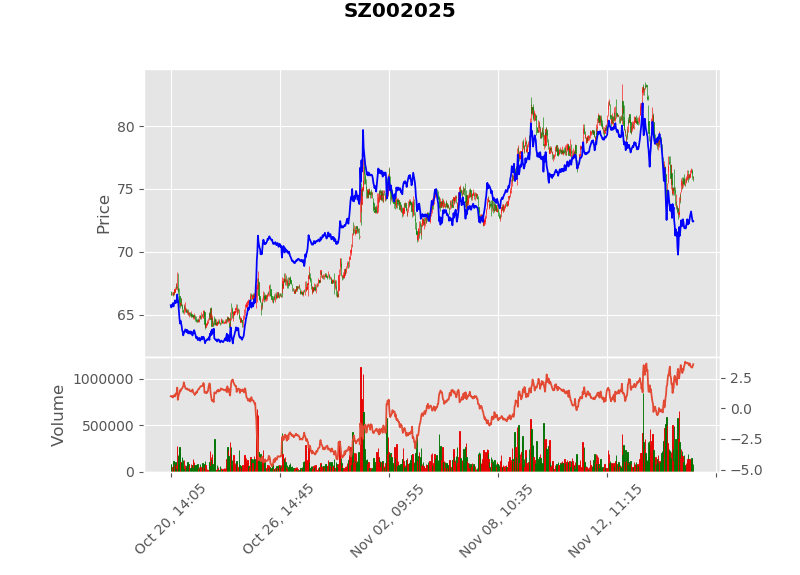 SZ002025
80
75
70
65
Price
1000000
500000
0
Volume
2.5
0.0
−2.5
−5.0
Oct 20, 14:05
Oct 26, 14:45
Nov 02, 09:55
Nov 08, 10:35
Nov 12, 11:15